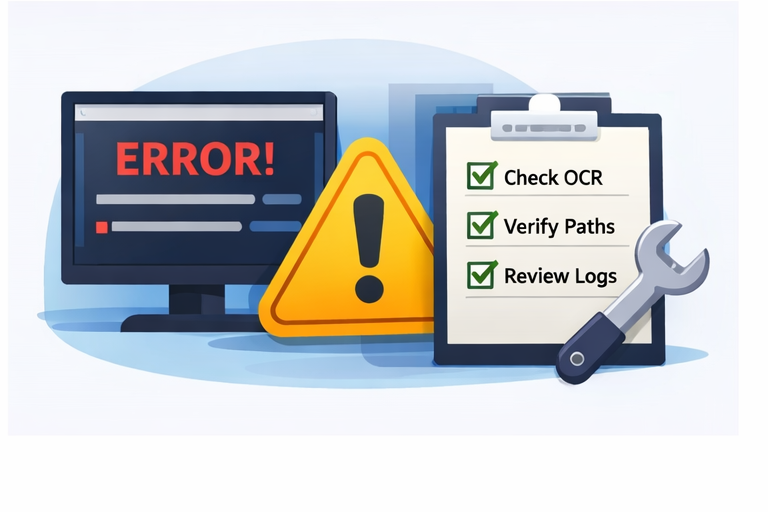 ERROR!
Check OCR
Verify Paths
Review Logs